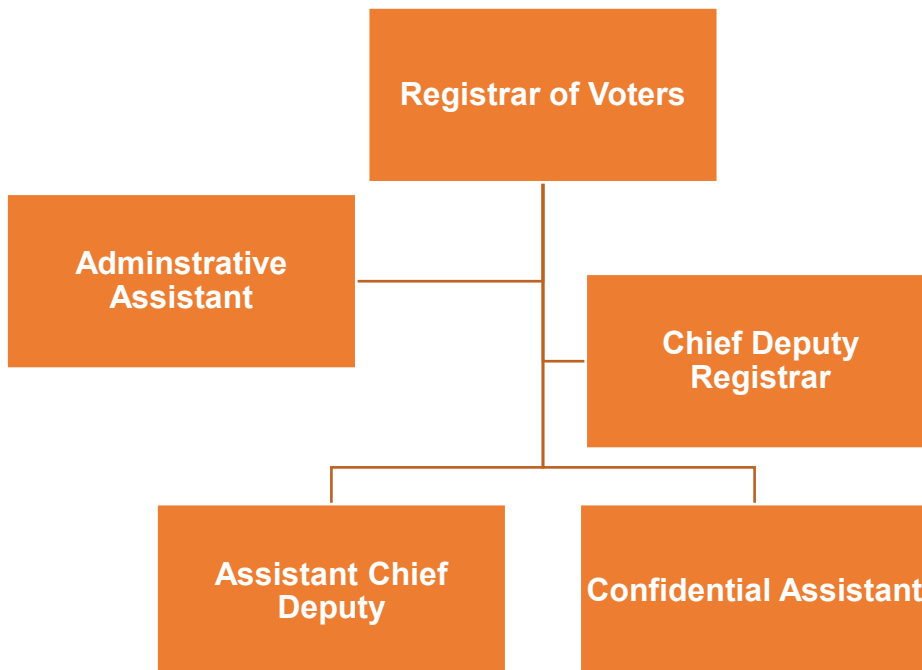 Registrar of Voters
Adminstrative
Assistant
Chief Deputy
Registrar
Assistant Chief
Deputy
Confidential Assistant